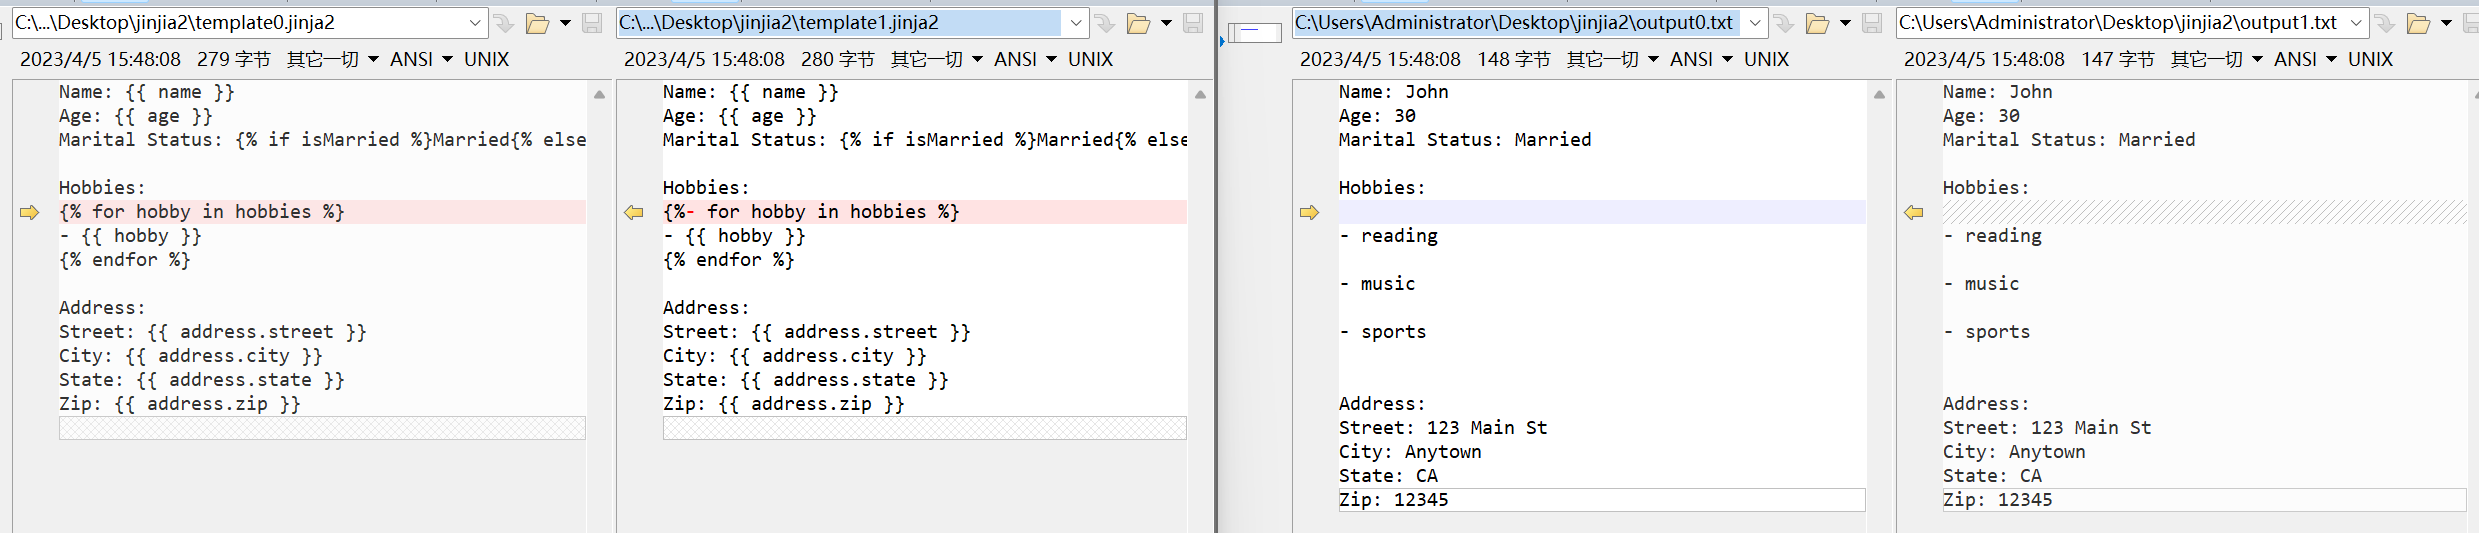 C:\...\Desktop\jinjia2\template0.jinja2
2023/4/5 15:48:08 279 字节 其它一切 ANSI UNIX
Name: {{ name }}
Age: {{ age }}
Marital Status: {% if isMarried %}Married{% else
Hobbies:
{% for hobby in hobbies %}
- {{ hobby }}
{% endfor %}
Address:
Street: {{ address.street }}
City: {{ address.city }}
State: {{ address.state }}
Zip: {{ address.zip }}
C:\...\Desktop\jinjia2\template1.jinja2
2023/4/5 15:48:08 280 字节 其它一切 ANSI UNIX
Name: {{ name }}
Age: {{ age }}
Marital Status: {% if isMarried %}Married{% else
Hobbies:
{%- for hobby in hobbies %}
- {{ hobby }}
{% endfor %}
Address:
Street: {{ address.street }}
City: {{ address.city }}
State: {{ address.state }}
Zip: {{ address.zip }}
C:\Users\Administrator\Desktop\jinjia2\output0.txt
2023/4/5 15:48:08 148 字节 其它一切 ANSI UNIX
Name: John
Age: 30
Marital Status: Married
Hobbies:
- reading
- music
- sports
Address:
Street: 123 Main St
City: Anytown
State: CA
Zip: 12345
C:\Users\Administrator\Desktop\jinjia2\output1.txt
2023/4/5 15:48:08 147 字节 其它一切 ANSI UNIX
Name: John
Age: 30
Marital Status: Married
Hobbies:
- reading
- music
- sports
Address:
Street: 123 Main St
City: Anytown
State: CA
Zip: 12345